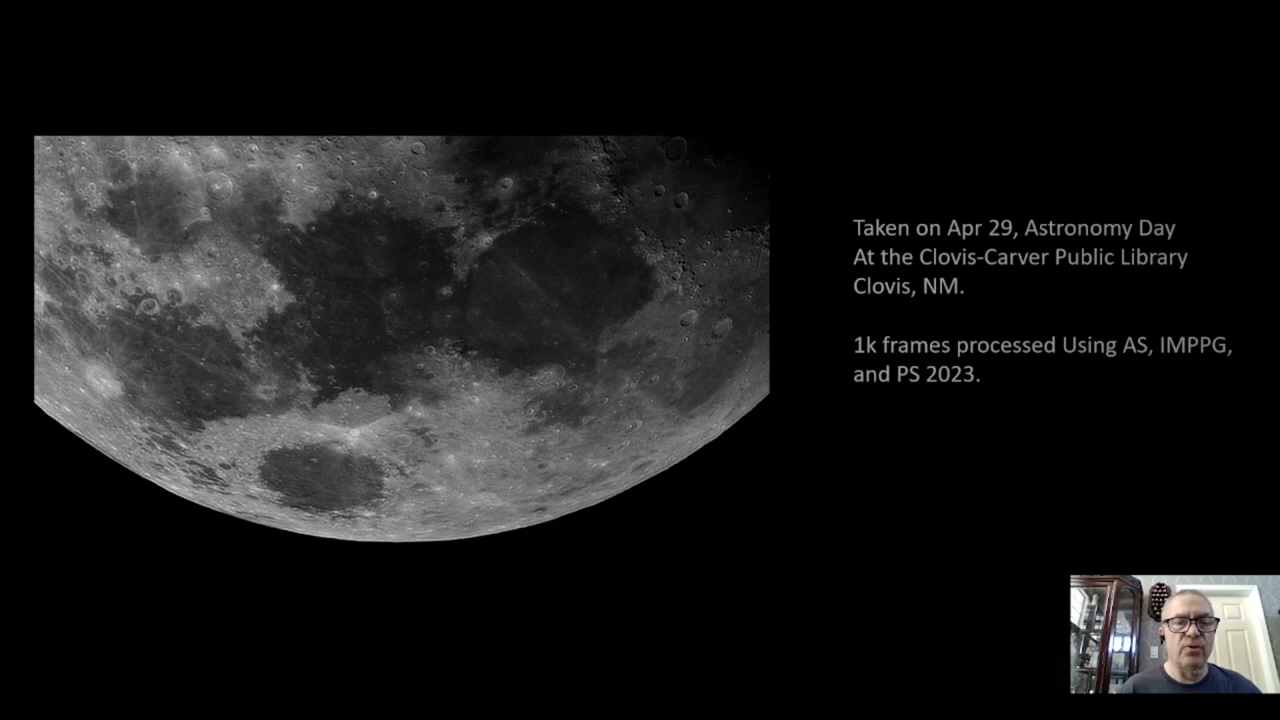 Taken on Apr 29, Astronomy Day
At the Clovis-Carver Public Library
Clovis, NM.
1k frames processed Using AS, IMPPG,
and PS 2023.